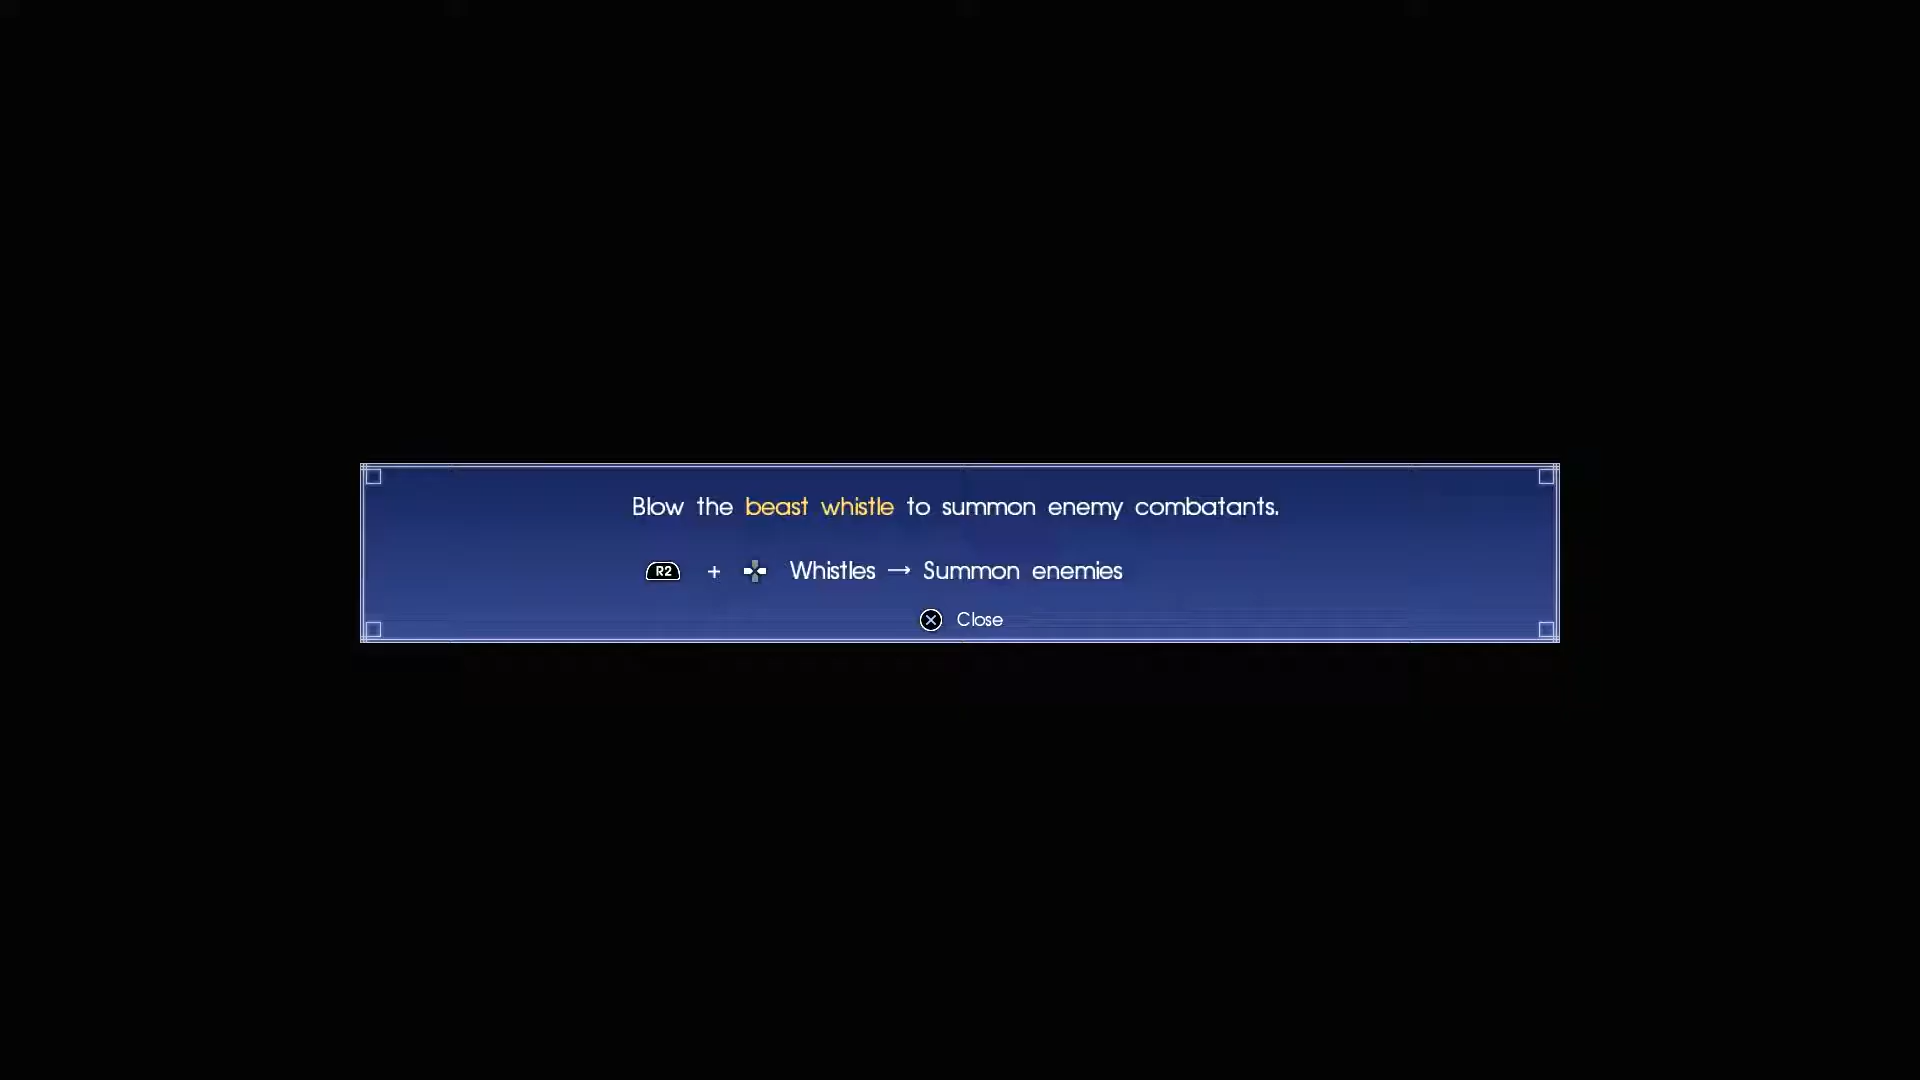 Blow the beast whistle to summon enemy combatants.
R2 + Whistles → Summon enemies
Close